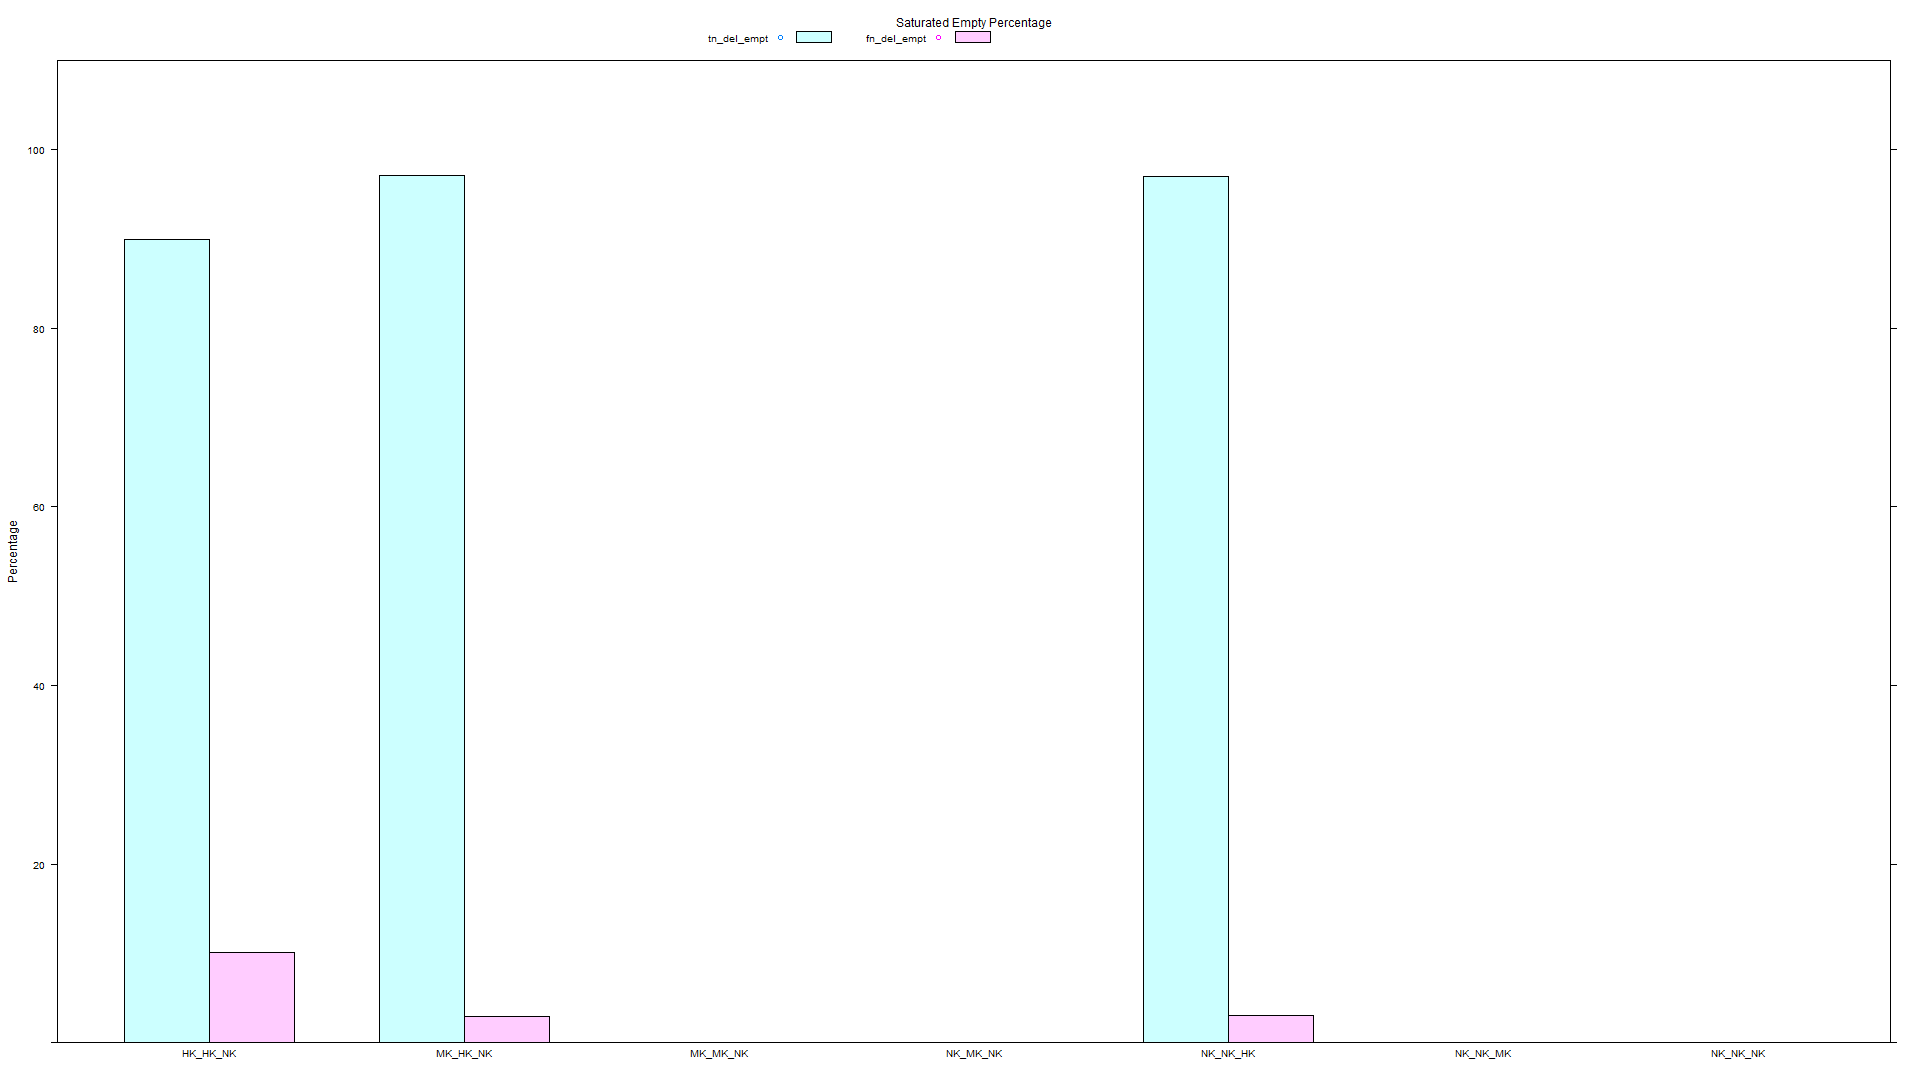 Saturated Empty Percentage
tn_del_empt fn_del_empt
100
80
60
40
20
Percentage
HK_HK_NK MK_HK_NK MK_MK_NK NK_MK_NK NK_NK_HK NK_NK_MK NK_NK_NK